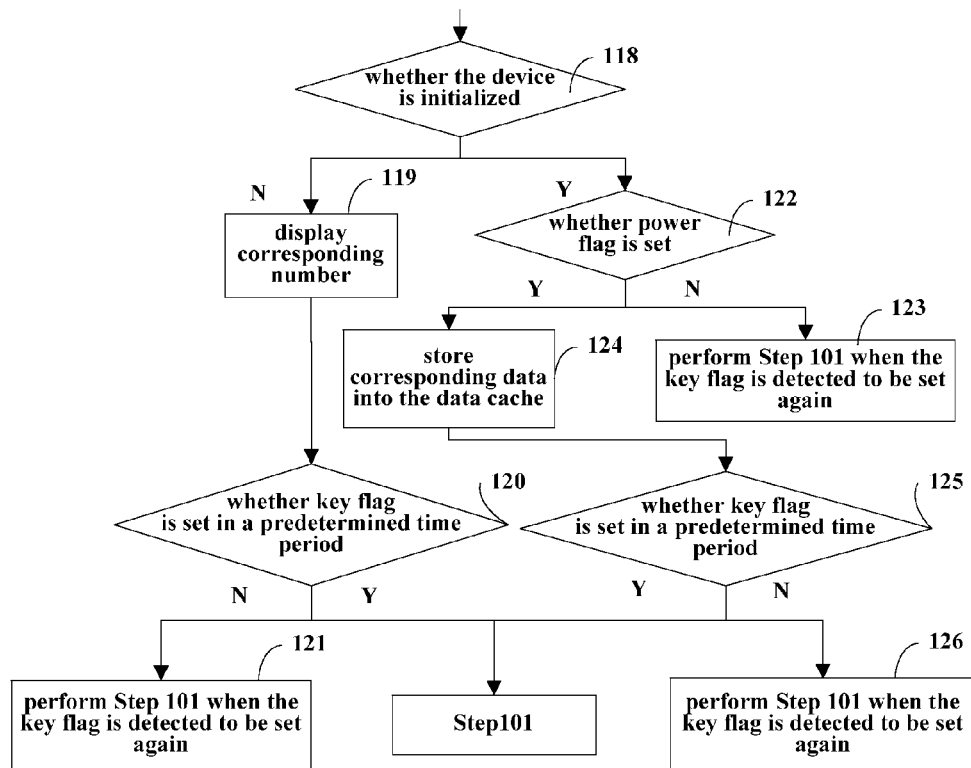 118
whether the device
is initialized
N
119
Y
122
display
corresponding
number
whether power
flag is set
Y
N
123
124
store
corresponding data
into the data cache
perform Step 101 when the
key flag is detected to be set
again
120
whether key flag
is set in a predetermined time
period
125
whether key flag
is set in a predetermined time
period
N
Y
Y
N
121
126
perform Step 101 when the
key flag is detected to be set
again
Step101
perform Step 101 when the
key flag is detected to be set
again